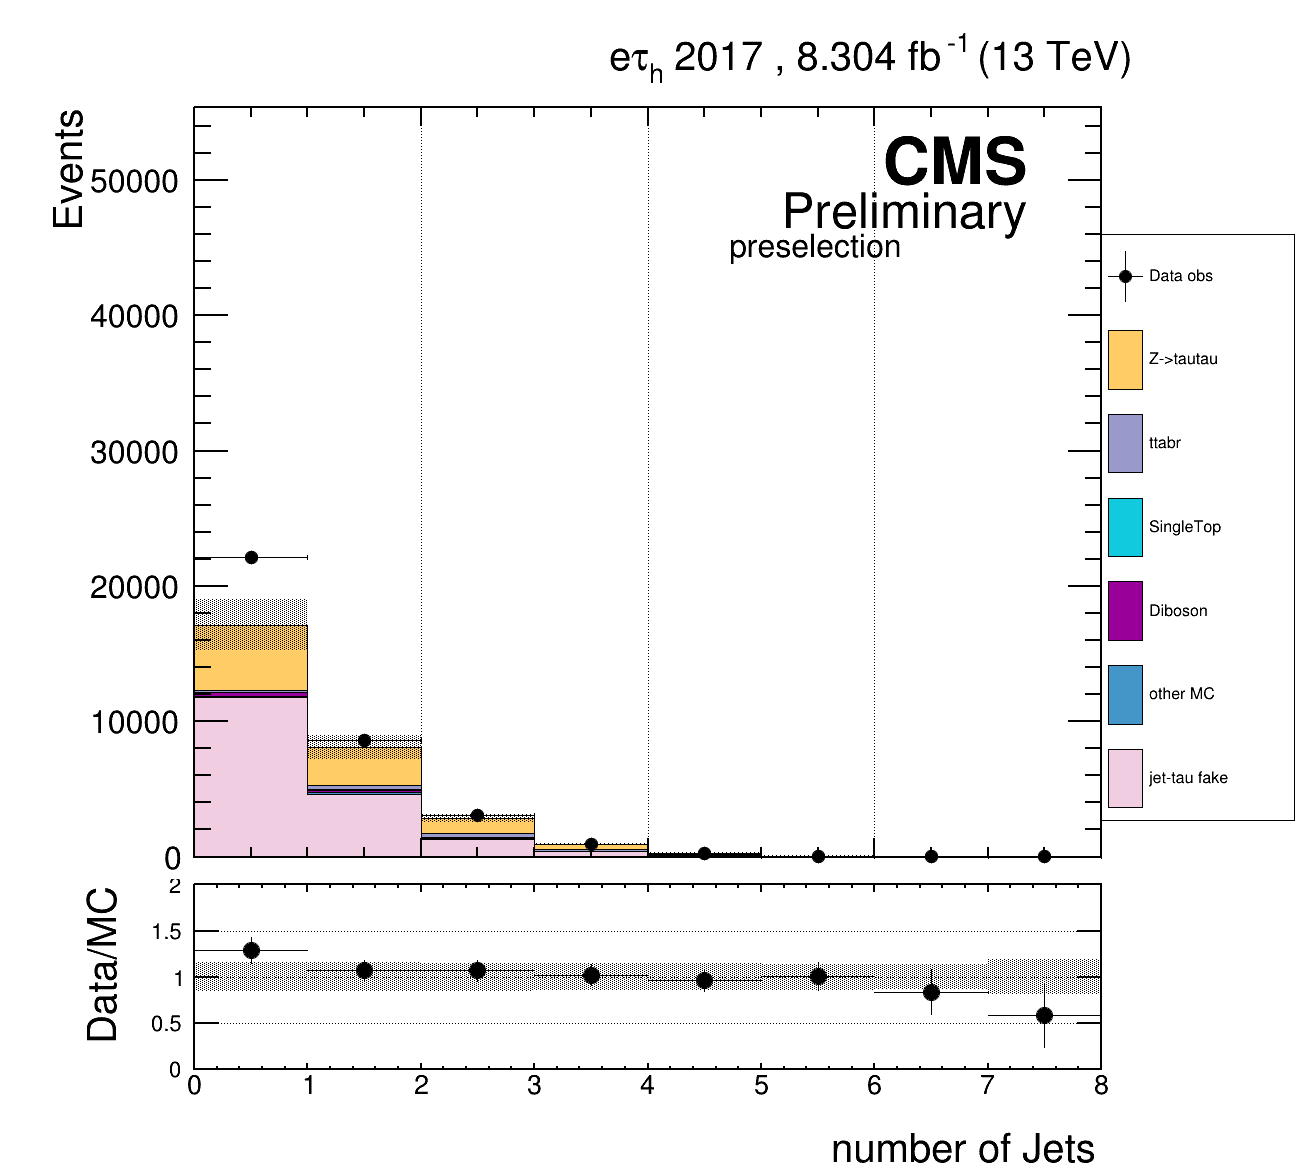 eτh 2017 , 8.304 fb-1 (13 TeV)
Events
50000
40000
30000
20000
10000
0
CMS
Preliminary
preselection
Data obs
Z->tautau
ttabr
SingleTop
Diboson
other MC
jet-tau fake
Data/MC
2
1.5
1
0.5
0
0 1 2 3 4 5 6 7 8
number of Jets